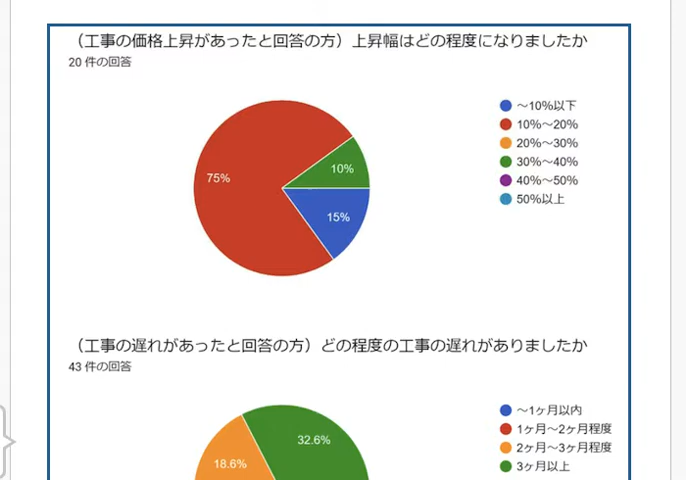 （工事の価格上昇があったと回答の方）上昇幅はどの程度になりましたか
20 件の回答
～10%以下
10%～20%
20%～30%
30%～40%
40%～50%
50%以上
75%
10%
15%
（工事の遅れがあったと回答の方）どの程度の工事の遅れがありましたか
43 件の回答
～1ヶ月以内
1ヶ月～2ヶ月程度
2ヶ月～3ヶ月程度
3ヶ月以上
32.6%
18.6%